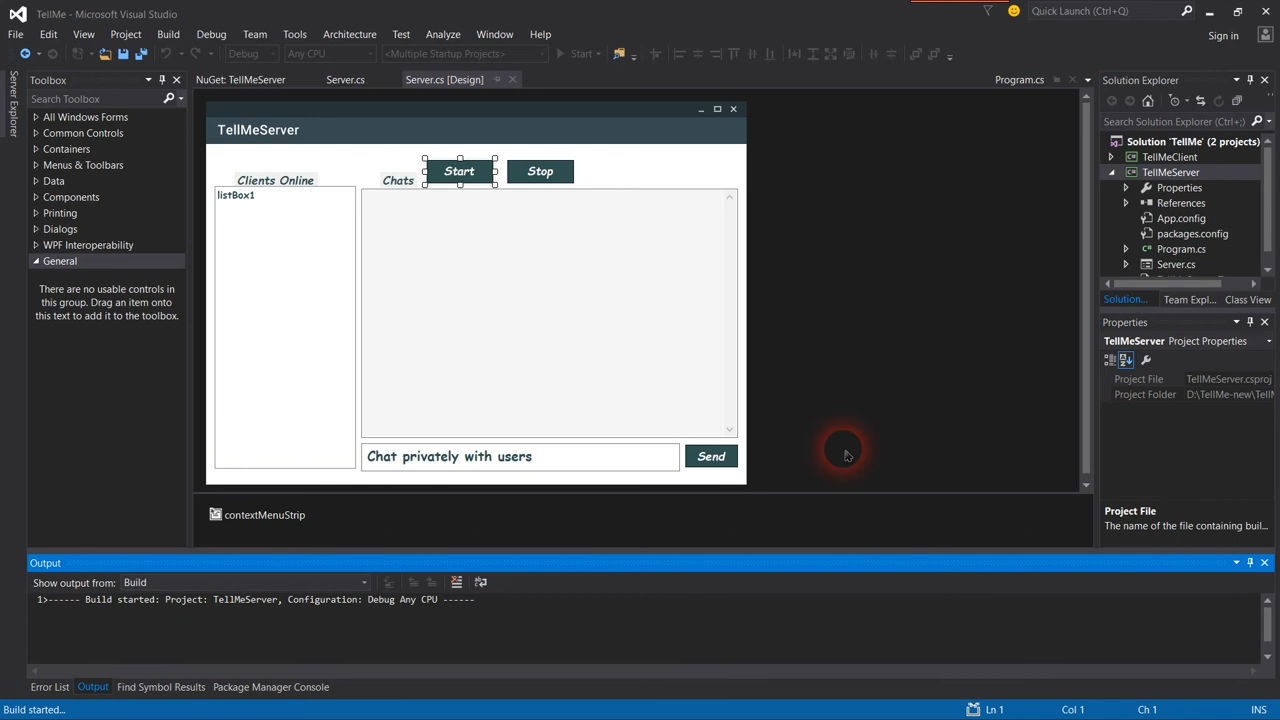 TellMe - Microsoft Visual Studio
Quick Launch (Ctrl+Q)
File Edit View Project Build Debug Team Tools Architecture Test Analyze Window Help
Sign in
Debug Any CPU <Multiple Startup Projects> Start
Server Explorer
Toolbox
Search Toolbox
All Windows Forms
Common Controls
Containers
Menus & Toolbars
Data
Components
Printing
Dialogs
WPF Interoperability
General
There are no usable controls in
this group. Drag an item onto
this text to add it to the toolbox.
NuGet: TellMeServer Server.cs Server.cs [Design] Program.cs
TellMeServer
Clients Online Chats Start Stop
listBox1
Chat privately with users Send
contextMenuStrip
Solution Explorer
Search Solution Explorer (Ctrl+;)
Solution 'TellMe' (2 projects)
TellMeClient
TellMeServer
Properties
References
App.config
packages.config
Program.cs
Server.cs
Solution... Team Expl... Class View
Properties
TellMeServer Project Properties
Project File TellMeServer.csproj
Project Folder D:\TellMe-new\TellM
Project File
The name of the file containing buil...
Output
Show output from: Build
1>------ Build started: Project: TellMeServer, Configuration: Debug Any CPU ------
Error List Output Find Symbol Results Package Manager Console
Build started... Ln 1 Col 1 Ch 1 INS